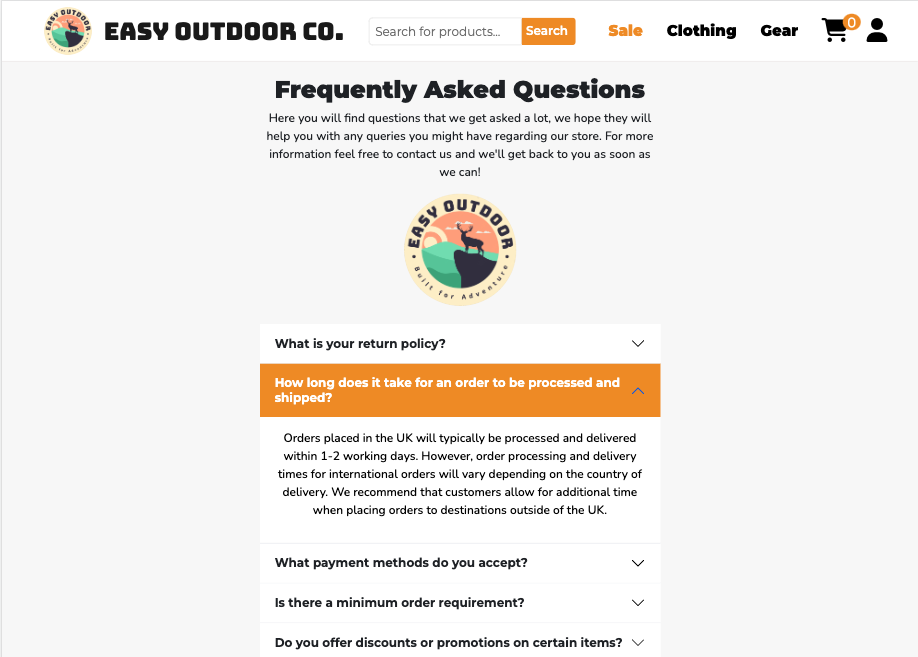 EASY OUTDOOR
Built for Adventure
EASY OUTDOOR CO.
Search for products...
Search
Sale
Clothing
Gear
0
Frequently Asked Questions
Here you will find questions that we get asked a lot, we hope they will
help you with any queries you might have regarding our store. For more
information feel free to contact us and we'll get back to you as soon as
we can!
EASY OUTDOOR
Built for Adventure
What is your return policy?
How long does it take for an order to be processed and
shipped?
Orders placed in the UK will typically be processed and delivered
within 1-2 working days. However, order processing and delivery
times for international orders will vary depending on the country of
delivery. We recommend that customers allow for additional time
when placing orders to destinations outside of the UK.
What payment methods do you accept?
Is there a minimum order requirement?
Do you offer discounts or promotions on certain items?